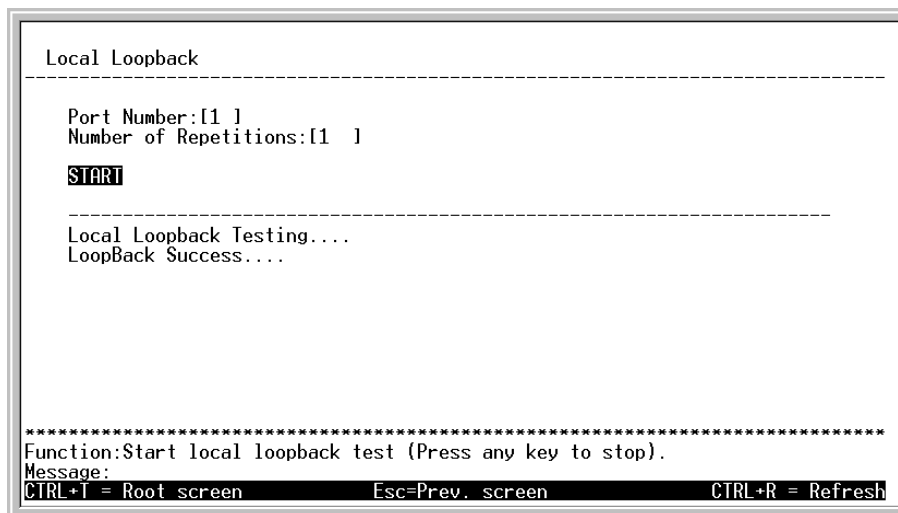 Local Loopback
--------------------------------------------------------------------------------
Port Number:[1 ]
Number of Repetitions:[1  ]
START
----------------------------------------------------------------------
Local Loopback Testing....
LoopBack Success....
********************************************************************************
Function:Start local loopback test (Press any key to stop).
Message:
CTRL+T = Root screen            Esc=Prev. screen               CTRL+R = Refresh